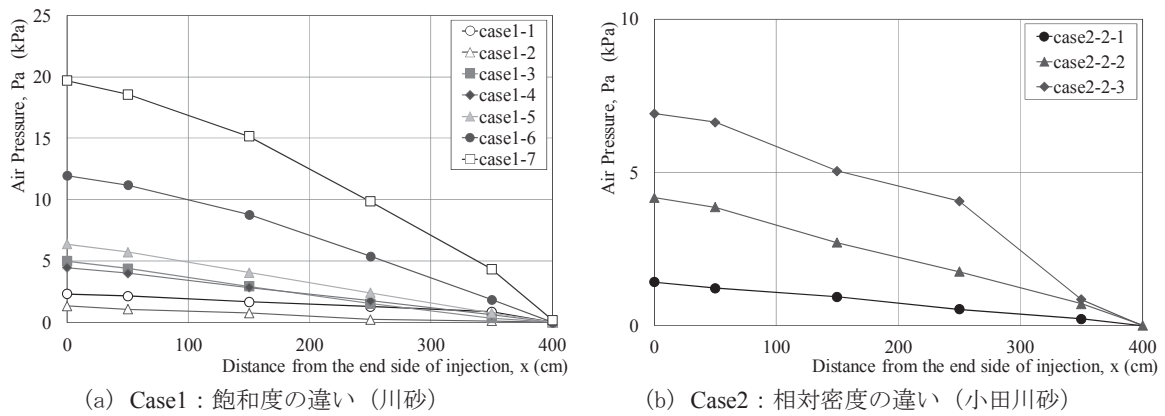 25
20
15
10
5
0
Air Pressure, Pa (kPa)
case1-1
case1-2
case1-3
case1-4
case1-5
case1-6
case1-7
0 100 200 300 400
Distance from the end side of injection, x (cm)
(a) Case1：飽和度の違い（川砂）
10
5
0
Air Pressure, Pa (kPa)
case2-2-1
case2-2-2
case2-2-3
0 100 200 300 400
Distance from the end side of injection, x (cm)
(b) Case2：相対密度の違い（小田川砂）